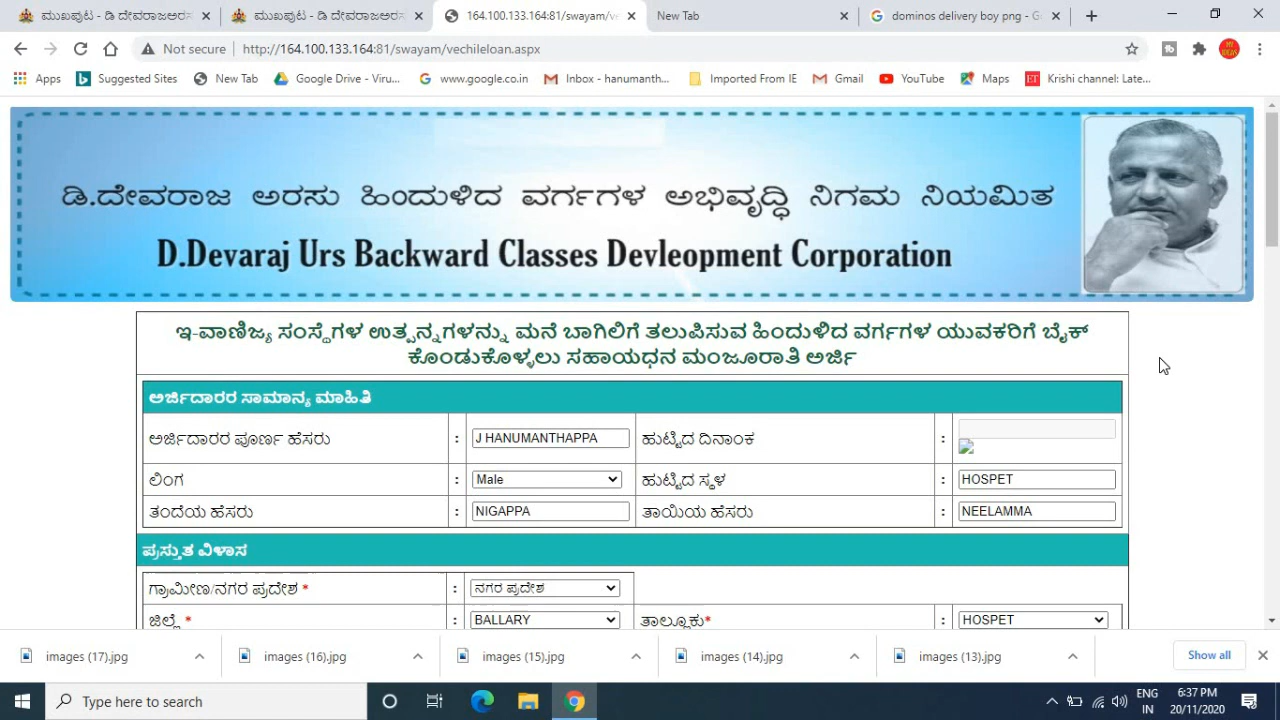 ಮುಖಪುಟ - ಡಿ ದೇವರಾಜಅರಸ
ಮುಖಪುಟ - ಡಿ ದೇವರಾಜಅರಸ
164.100.133.164:81/swayam/ve
New Tab
dominos delivery boy png - Go
Not secure
http://164.100.133.164:81/swayam/vechileloan.aspx
Apps
Suggested Sites
New Tab
Google Drive - Viru...
www.google.co.in
Inbox - hanumanth...
Imported From IE
Gmail
YouTube
Maps
Krishi channel: Late...
ಡಿ.ದೇವರಾಜ ಅರಸು ಹಿಂದುಳಿದ ವರ್ಗಗಳ ಅಭಿವೃದ್ಧಿ ನಿಗಮ ನಿಯಮಿತ
D.Devaraj Urs Backward Classes Devleopment Corporation
ಇ-ವಾಣಿಜ್ಯ ಸಂಸ್ಥೆಗಳ ಉತ್ಪನ್ನಗಳನ್ನು ಮನೆ ಬಾಗಿಲಿಗೆ ತಲುಪಿಸುವ ಹಿಂದುಳಿದ ವರ್ಗಗಳ ಯುವಕರಿಗೆ ಬೈಕ್
ಕೊಂಡುಕೊಳ್ಳಲು ಸಹಾಯಧನ ಮಂಜೂರಾತಿ ಅರ್ಜಿ
ಅರ್ಜಿದಾರರ ಸಾಮಾನ್ಯ ಮಾಹಿತಿ
ಅರ್ಜಿದಾರರ ಪೂರ್ಣ ಹೆಸರು : J HANUMANTHAPPA ಹುಟ್ಟಿದ ದಿನಾಂಕ :
ಲಿಂಗ : Male ಹುಟ್ಟಿದ ಸ್ಥಳ : HOSPET
ತಂದೆಯ ಹೆಸರು : NIGAPPA ತಾಯಿಯ ಹೆಸರು : NEELAMMA
ಪ್ರಸ್ತುತ ವಿಳಾಸ
ಗ್ರಾಮೀಣ/ನಗರ ಪ್ರದೇಶ * : ನಗರ ಪ್ರದೇಶ
ಜಿಲ್ಲೆ * : BALLARY ತಾಲ್ಲೂಕು* : HOSPET
images (17).jpg
images (16).jpg
images (15).jpg
images (14).jpg
images (13).jpg
Show all
Type here to search
ENG
IN
6:37 PM
20/11/2020